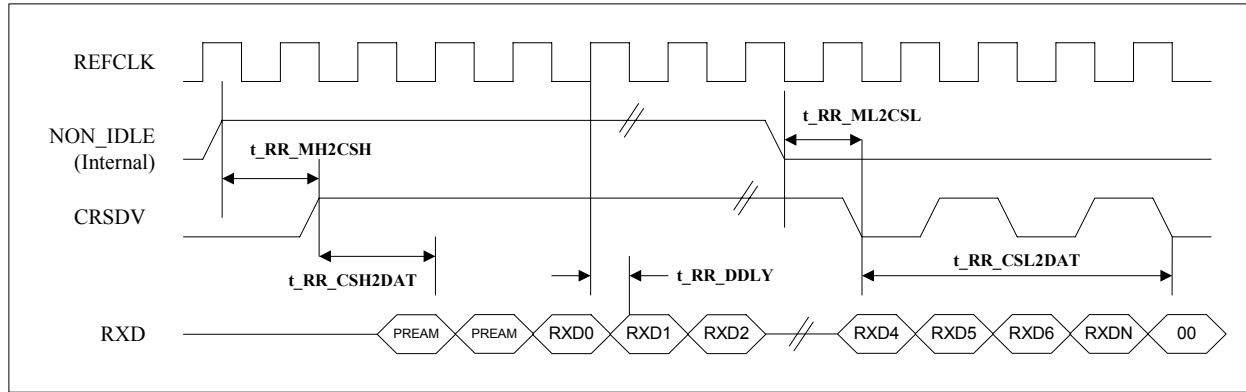 REFCLK
NON_IDLE
(Internal)
t_RR_ML2CSL
t_RR_MH2CSH
CRSDV
t_RR_CSH2DAT
t_RR_DDLY
t_RR_CSL2DAT
RXD
PREAM PREAM RXD0 RXD1 RXD2 RXD4 RXD5 RXD6 RXDN 00